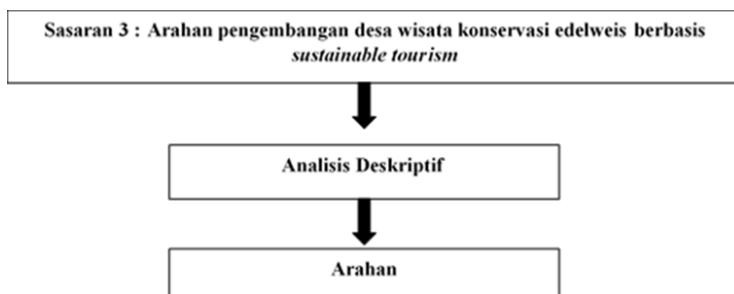 Sasaran 3 : Arahan pengembangan desa wisata konservasi edelweis berbasis
sustainable tourism
Analisis Deskriptif
Arahan